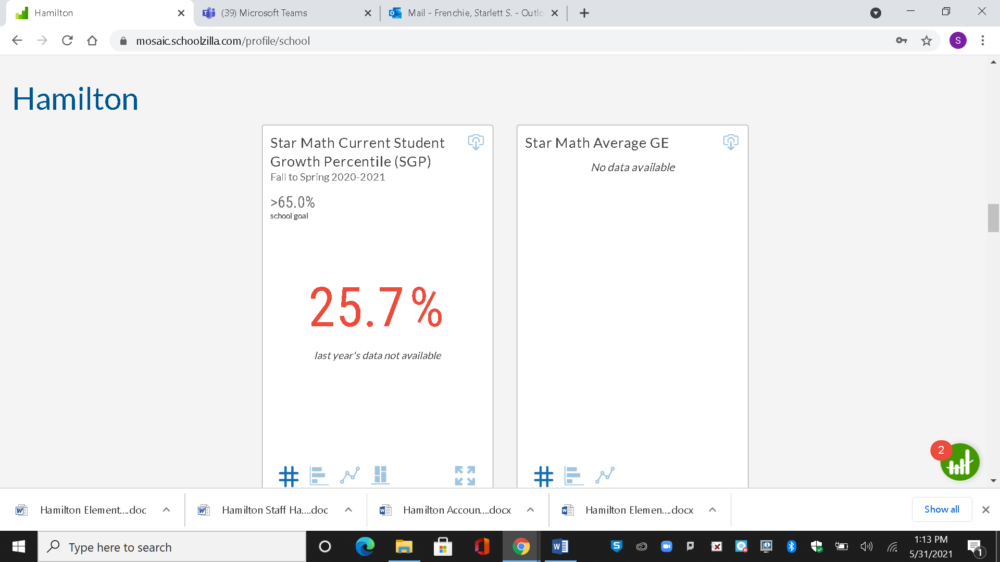 Hamilton
(39) Microsoft Teams
Mail - Frenchie, Starlett S. - Outlo
mosaic.schoolzilla.com/profile/school
S
Hamilton
Star Math Current Student
Growth Percentile (SGP)
Fall to Spring 2020-2021
>65.0%
school goal
25.7%
last year's data not available
Star Math Average GE
No data available
2
Hamilton Element....doc
Hamilton Staff Ha....doc
Hamilton Accoun....docx
Hamilton Elemen....docx
Show all
Type here to search
1:13 PM
5/31/2021
1